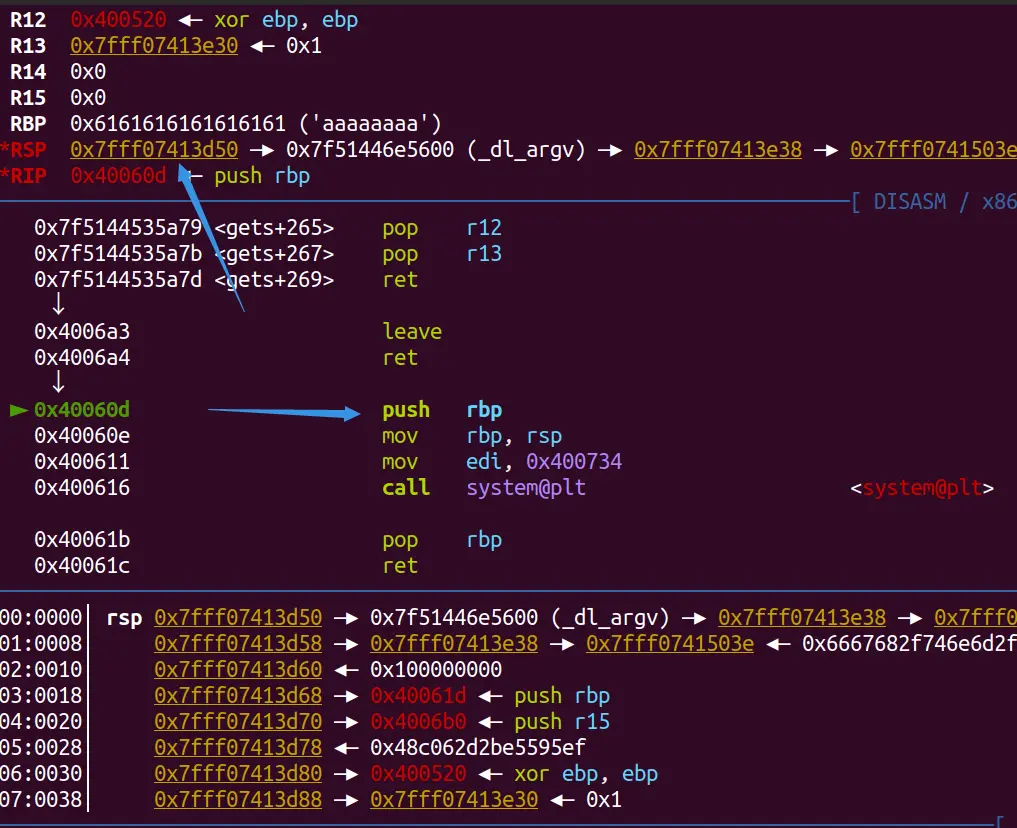 R12 0x400520 ← xor ebp, ebp
R13 0x7fff07413e30 ← 0x1
R14 0x0
R15 0x0
RBP 0x6161616161616161 ('aaaaaaaa')
*RSP 0x7fff07413d50 → 0x7f51446e5600 (_dl_argv) → 0x7fff07413e38 → 0x7fff0741503e
*RIP 0x40060d ← push rbp
[ DISASM / x86
0x7f5144535a79 <gets+265> pop r12
0x7f5144535a7b <gets+267> pop r13
0x7f5144535a7d <gets+269> ret
↓
0x4006a3 leave
0x4006a4 ret
↓
► 0x40060d push rbp
0x40060e mov rbp, rsp
0x400611 mov edi, 0x400734
0x400616 call system@plt <system@plt>
0x40061b pop rbp
0x40061c ret
00:0000│ rsp 0x7fff07413d50 → 0x7f51446e5600 (_dl_argv) → 0x7fff07413e38 → 0x7fff0
01:0008│ 0x7fff07413d58 → 0x7fff07413e38 → 0x7fff0741503e ← 0x6667682f746e6d2f
02:0010│ 0x7fff07413d60 ← 0x100000000
03:0018│ 0x7fff07413d68 → 0x40061d ← push rbp
04:0020│ 0x7fff07413d70 → 0x4006b0 ← push r15
05:0028│ 0x7fff07413d78 ← 0x48c062d2be5595ef
06:0030│ 0x7fff07413d80 → 0x400520 ← xor ebp, ebp
07:0038│ 0x7fff07413d88 → 0x7fff07413e30 ← 0x1